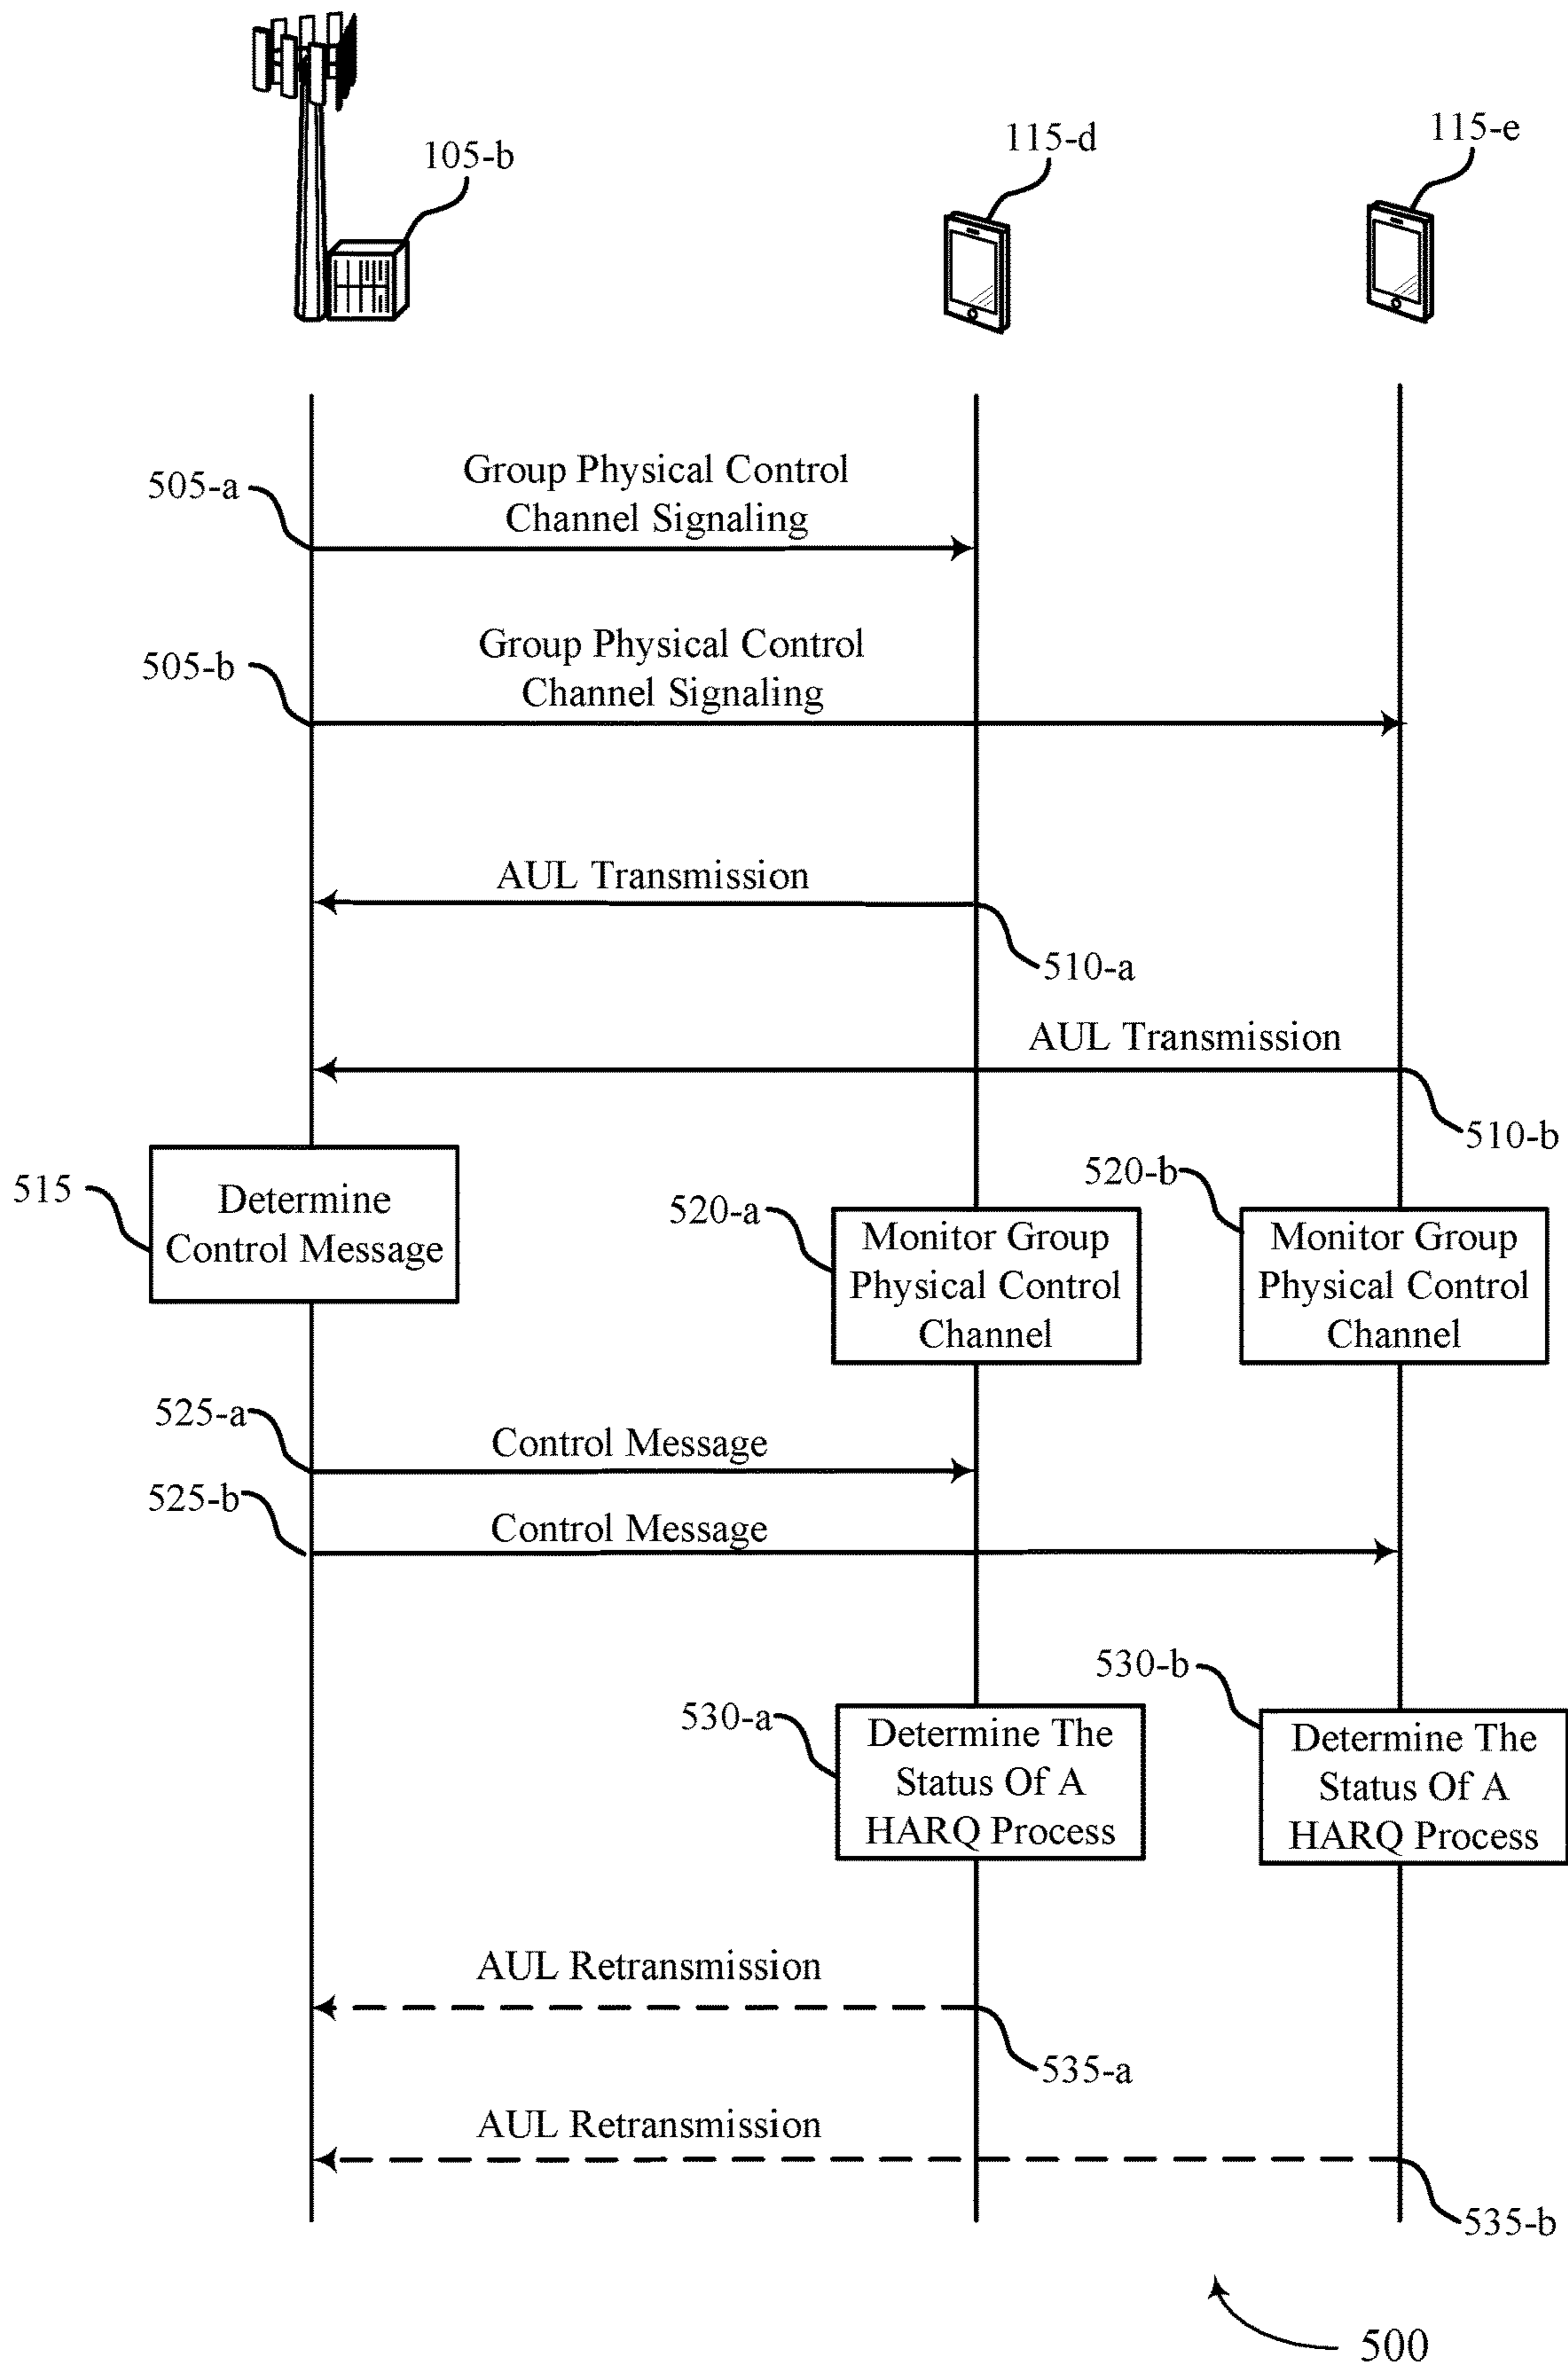 105-b
115-d
115-e
505-a
Group Physical Control
Channel Signaling
505-b
Group Physical Control
Channel Signaling
AUL Transmission
510-a
AUL Transmission
510-b
515
Determine
Control Message
520-a
Monitor Group
Physical Control
Channel
520-b
Monitor Group
Physical Control
Channel
525-a
Control Message
525-b
Control Message
530-a
Determine The
Status Of A
HARQ Process
530-b
Determine The
Status Of A
HARQ Process
AUL Retransmission
535-a
AUL Retransmission
535-b
500